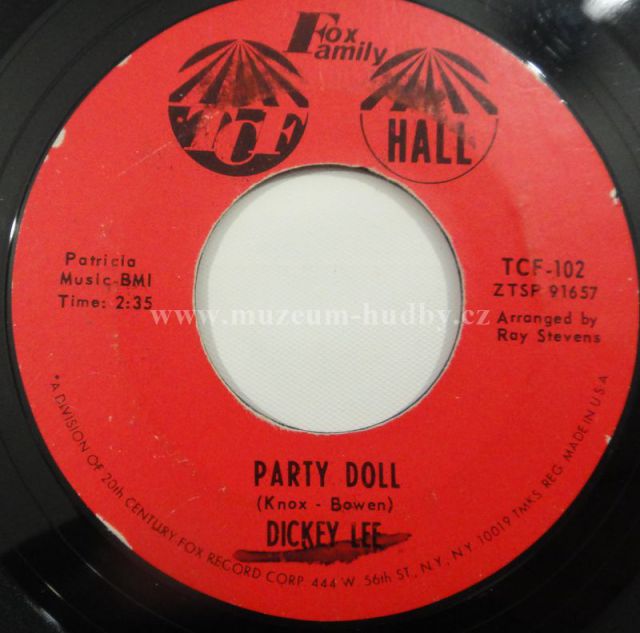 Fox
Family
TCF
HALL
Patricia
Music-BMI
Time: 2:35
TCF-102
ZTSP 91657
Arranged by
Ray Stevens
www.muzeum-hudby.cz
PARTY DOLL
(Knox - Bowen)
DICKEY LEE
*A DIVISION OF 20th CENTURY-FOX RECORD CORP. 444 W. 56th ST., N.Y., N.Y. 10019 TMKS REG. MADE IN U.S.A